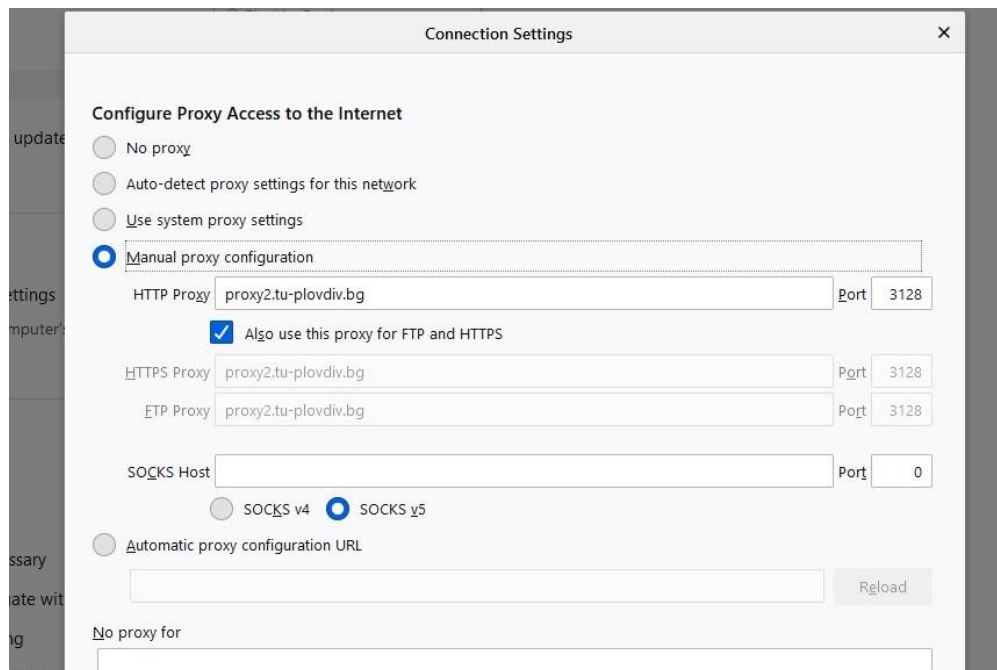 Connection Settings
Configure Proxy Access to the Internet
update
No proxy
Auto-detect proxy settings for this network
Use system proxy settings
Manual proxy configuration
ettings
HTTP Proxy proxy2.tu-plovdiv.bg Port 3128
mputer's
Also use this proxy for FTP and HTTPS
HTTPS Proxy proxy2.tu-plovdiv.bg Port 3128
FTP Proxy proxy2.tu-plovdiv.bg Port 3128
SOCKS Host Port 0
SOCKS v4 SOCKS v5
Automatic proxy configuration URL
ssary
Reload
ate wit
No proxy for
ng